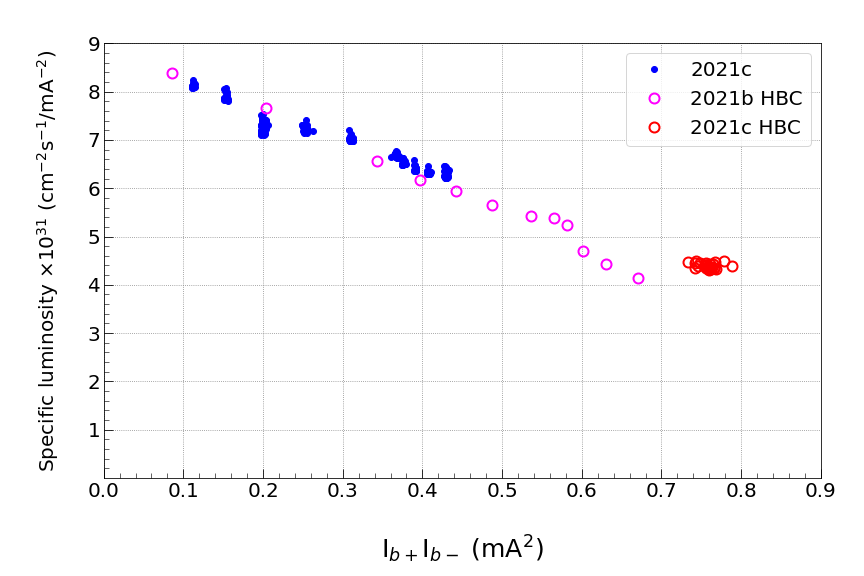 Specific luminosity ×10³¹ (cm⁻²s⁻¹/mA⁻²)
9
8
7
6
5
4
3
2
1
2021c
2021b HBC
2021c HBC
0.0 0.1 0.2 0.3 0.4 0.5 0.6 0.7 0.8 0.9
I_{b+}I_{b−} (mA²)